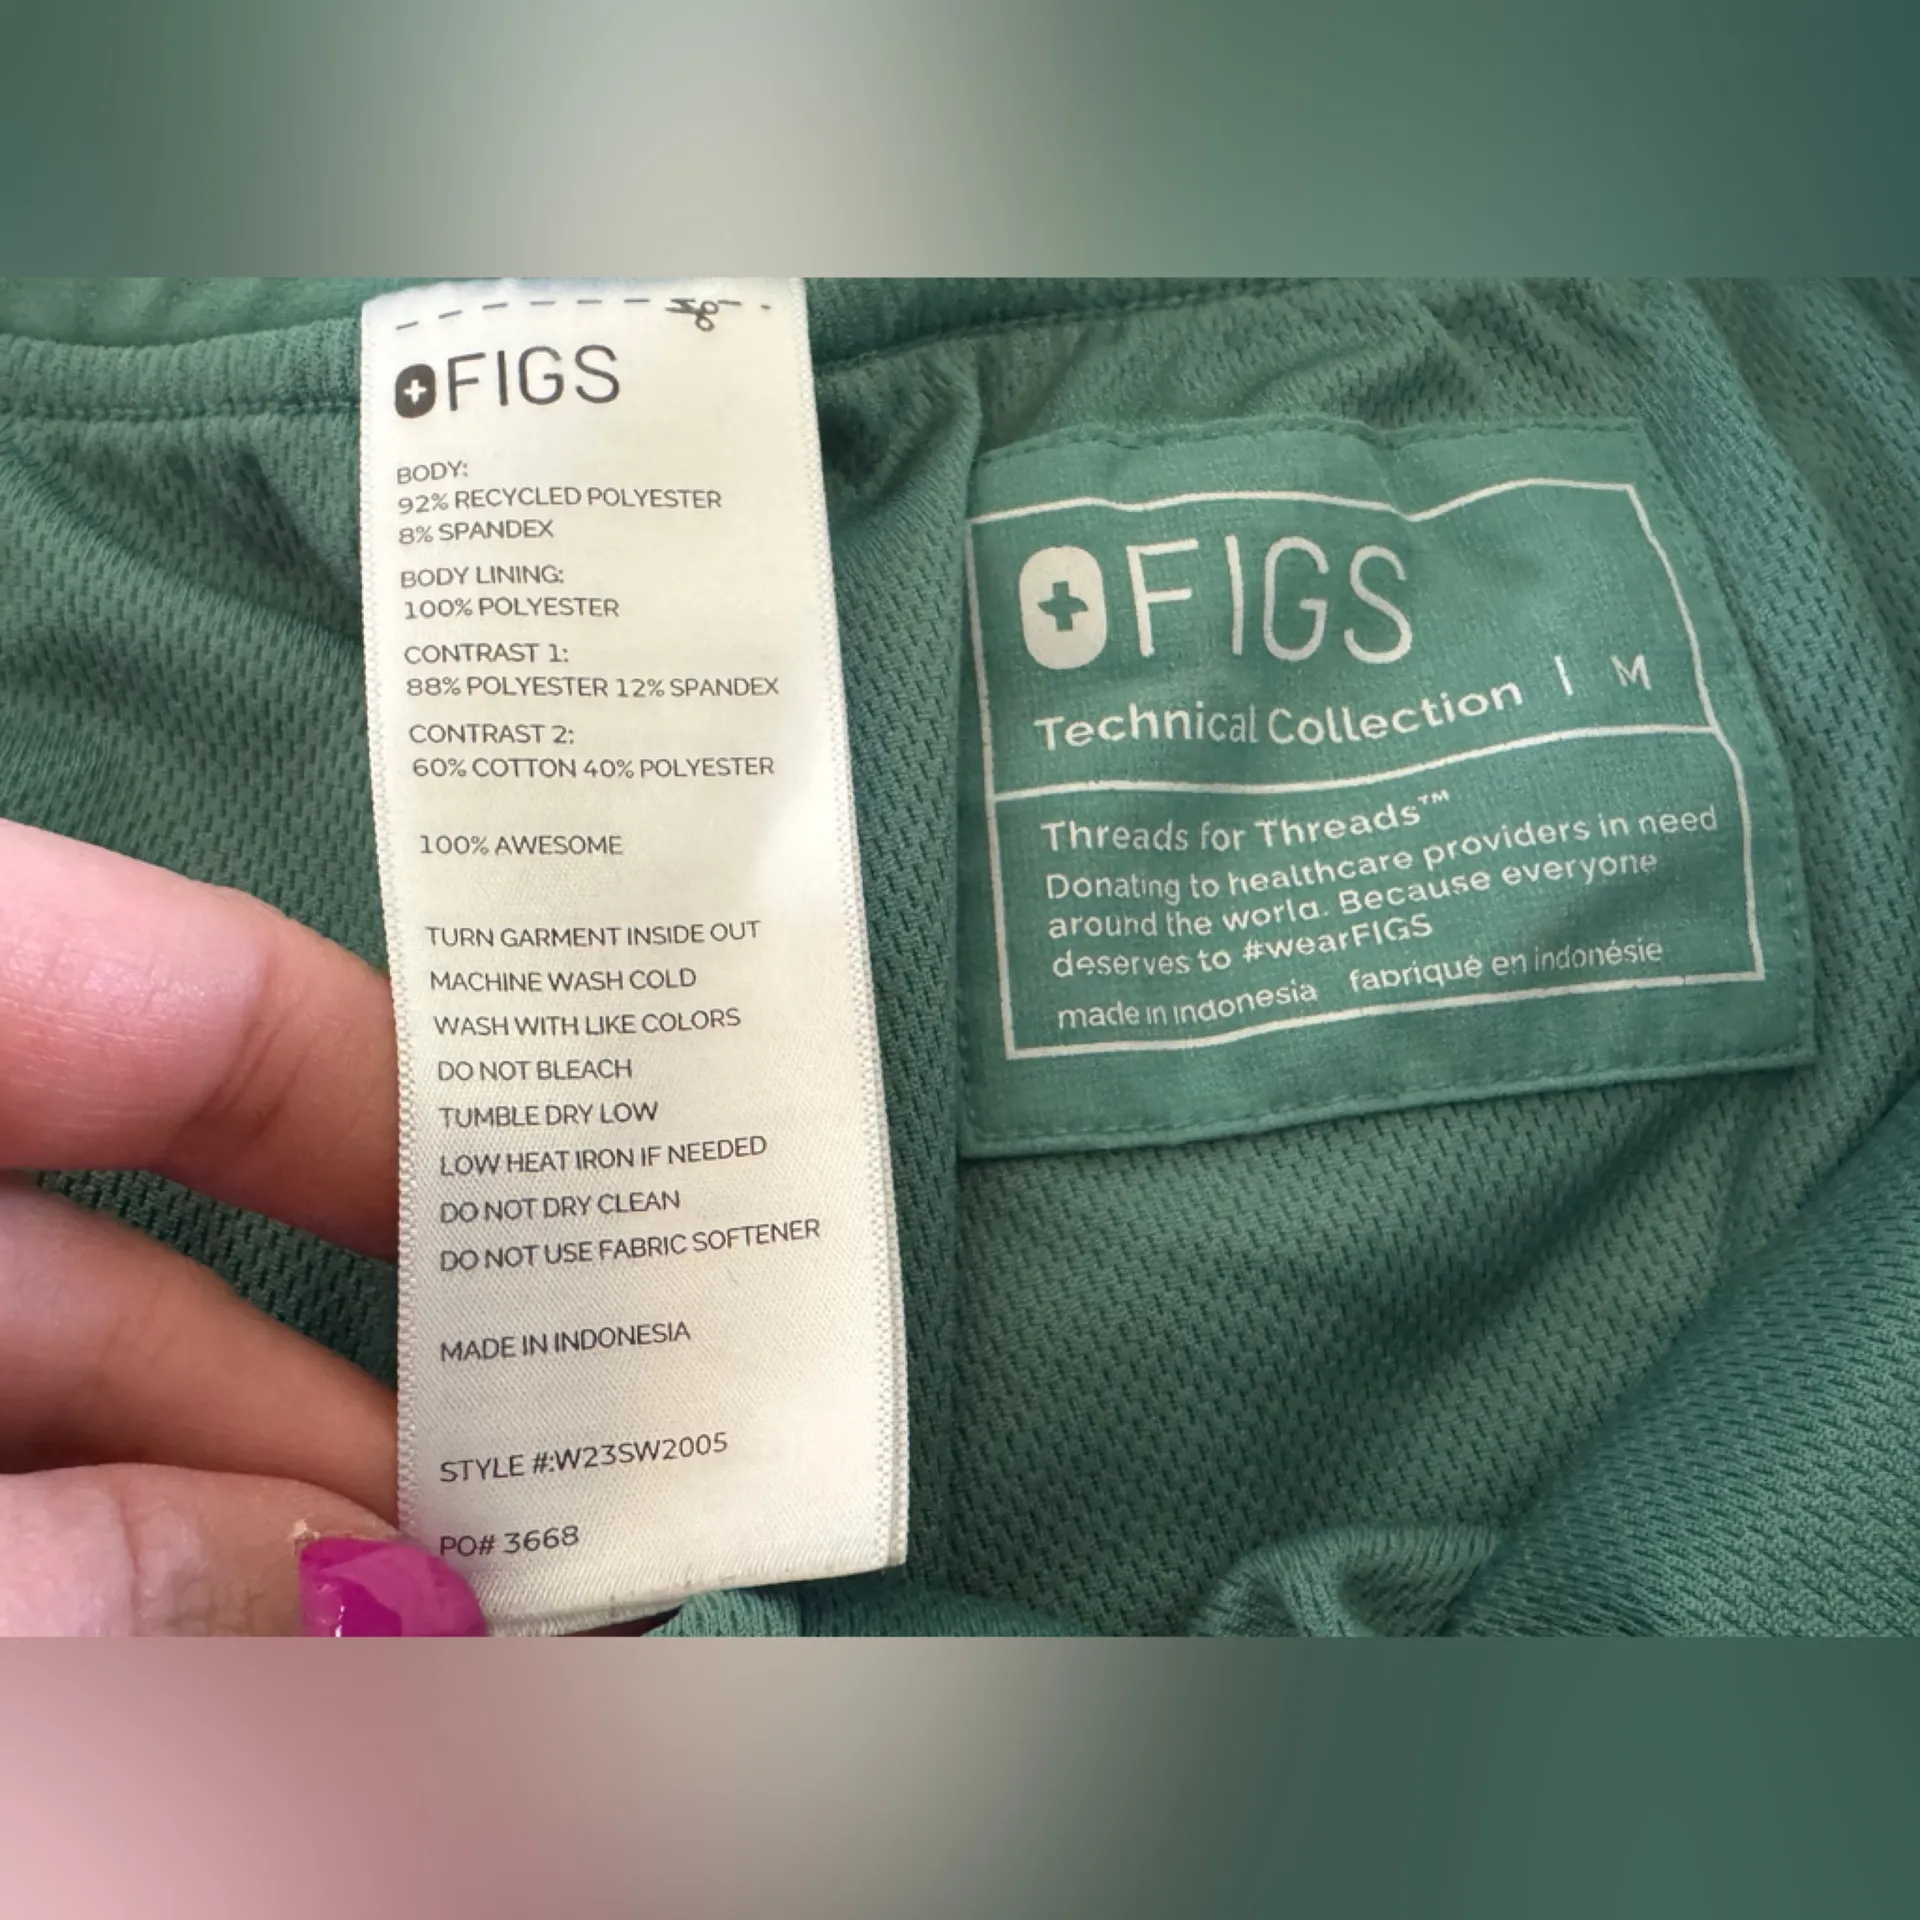 FIGS
BODY:
92% RECYCLED POLYESTER
8% SPANDEX
BODY LINING:
100% POLYESTER
CONTRAST 1:
88% POLYESTER 12% SPANDEX
CONTRAST 2:
60% COTTON 40% POLYESTER
100% AWESOME
TURN GARMENT INSIDE OUT
MACHINE WASH COLD
WASH WITH LIKE COLORS
DO NOT BLEACH
TUMBLE DRY LOW
LOW HEAT IRON IF NEEDED
DO NOT DRY CLEAN
DO NOT USE FABRIC SOFTENER
MADE IN INDONESIA
STYLE #:W23SW2005
PO# 3668
FIGS
Technical Collection | M
Threads for Threads™
Donating to healthcare providers in need
around the world. Because everyone
deserves to #wearFIGS
made in indonesia fabriqué en indonésie